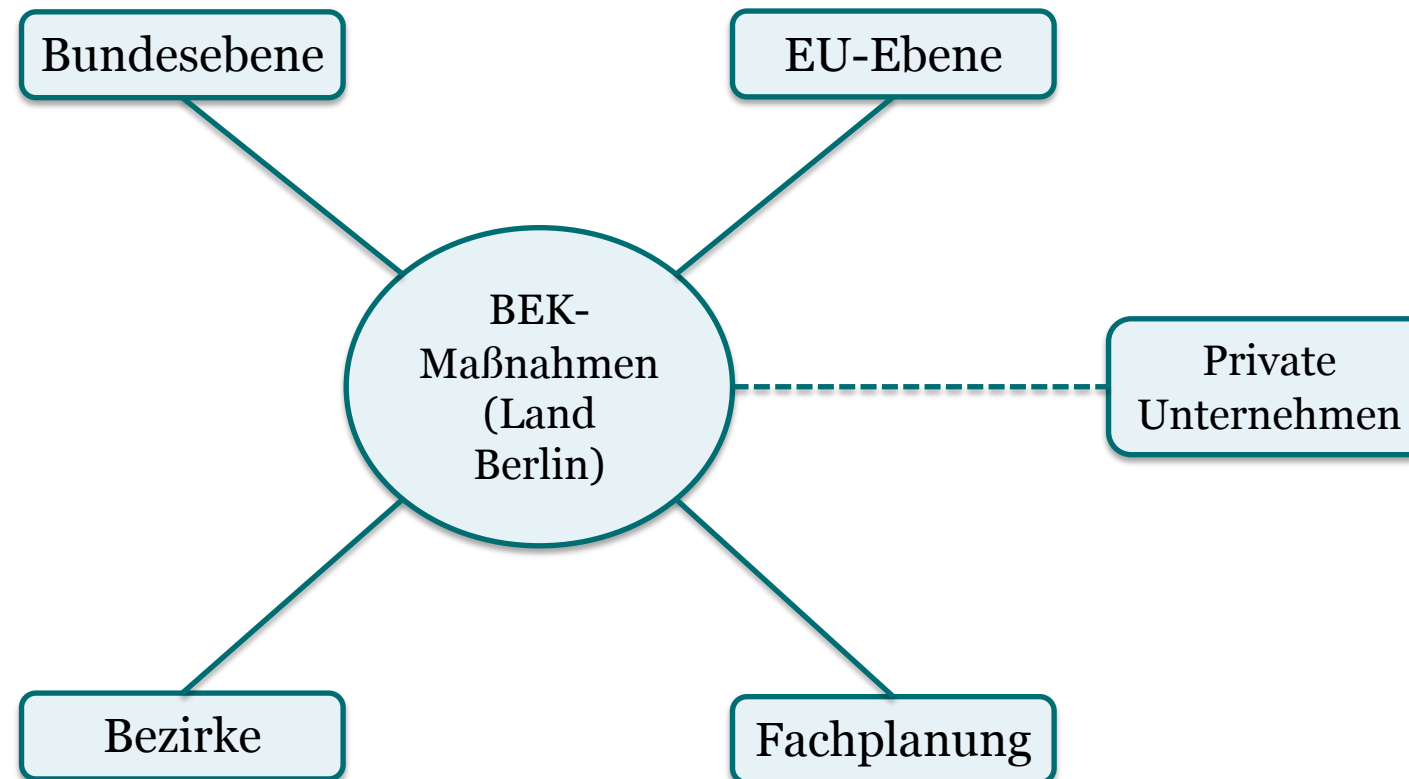 Bundesebene
EU-Ebene
BEK-
Maßnahmen
(Land
Berlin)
Private
Unternehmen
Bezirke
Fachplanung